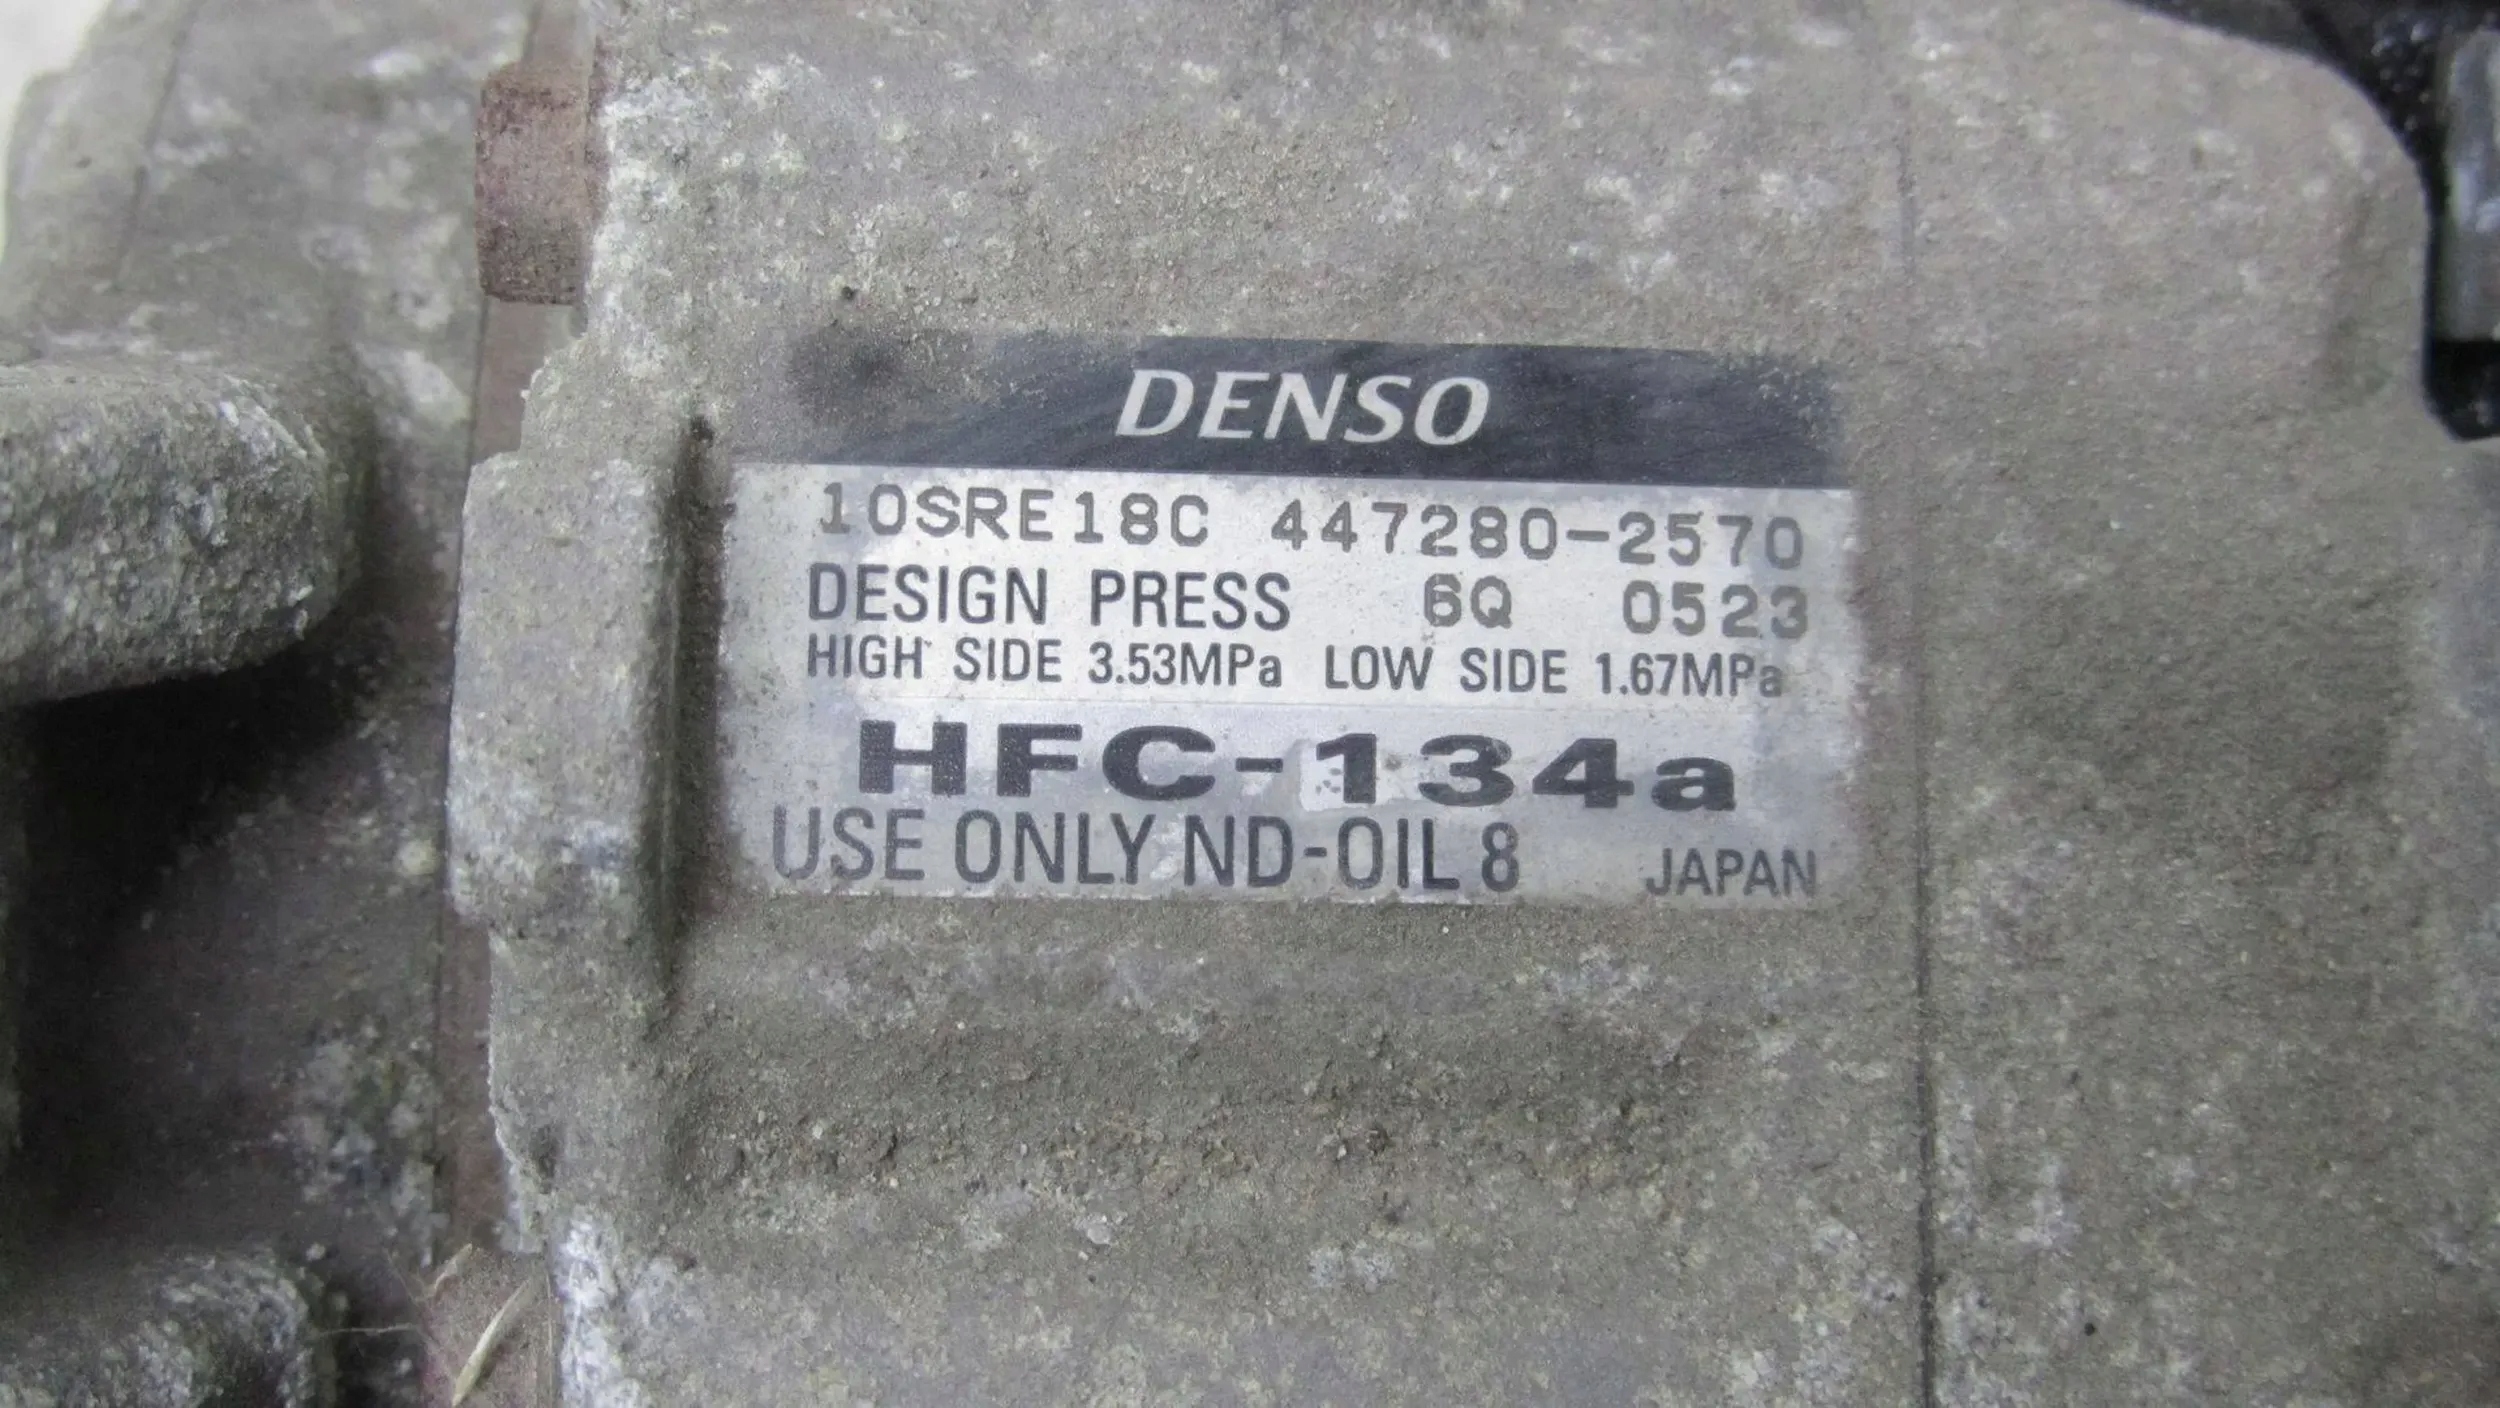 DENSO
10SRE18C 447280-2570
DESIGN PRESS 6Q 0523
HIGH SIDE 3.53MPa LOW SIDE 1.67MPa
HFC-134a
USE ONLY ND-OIL 8 JAPAN